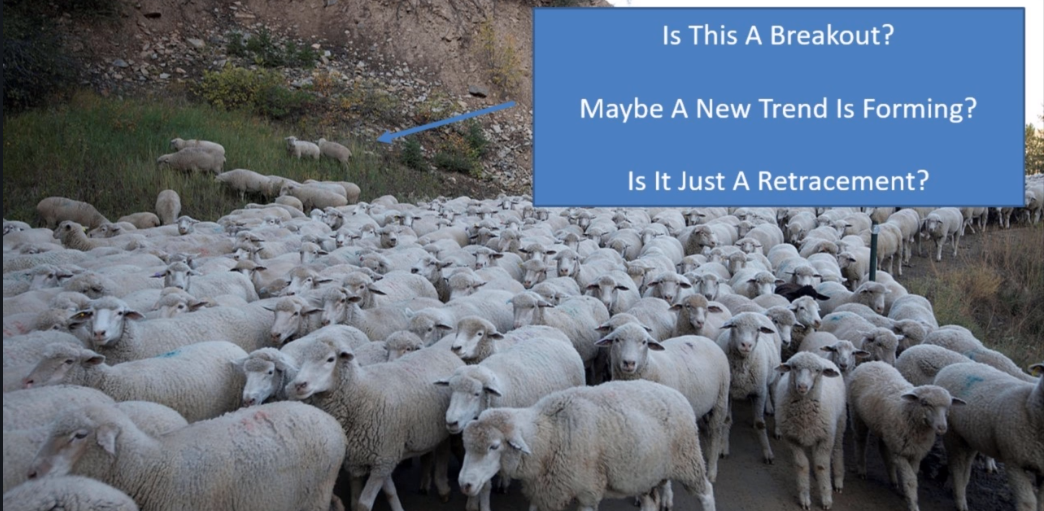 Is This A Breakout?
Maybe A New Trend Is Forming?
Is It Just A Retracement?